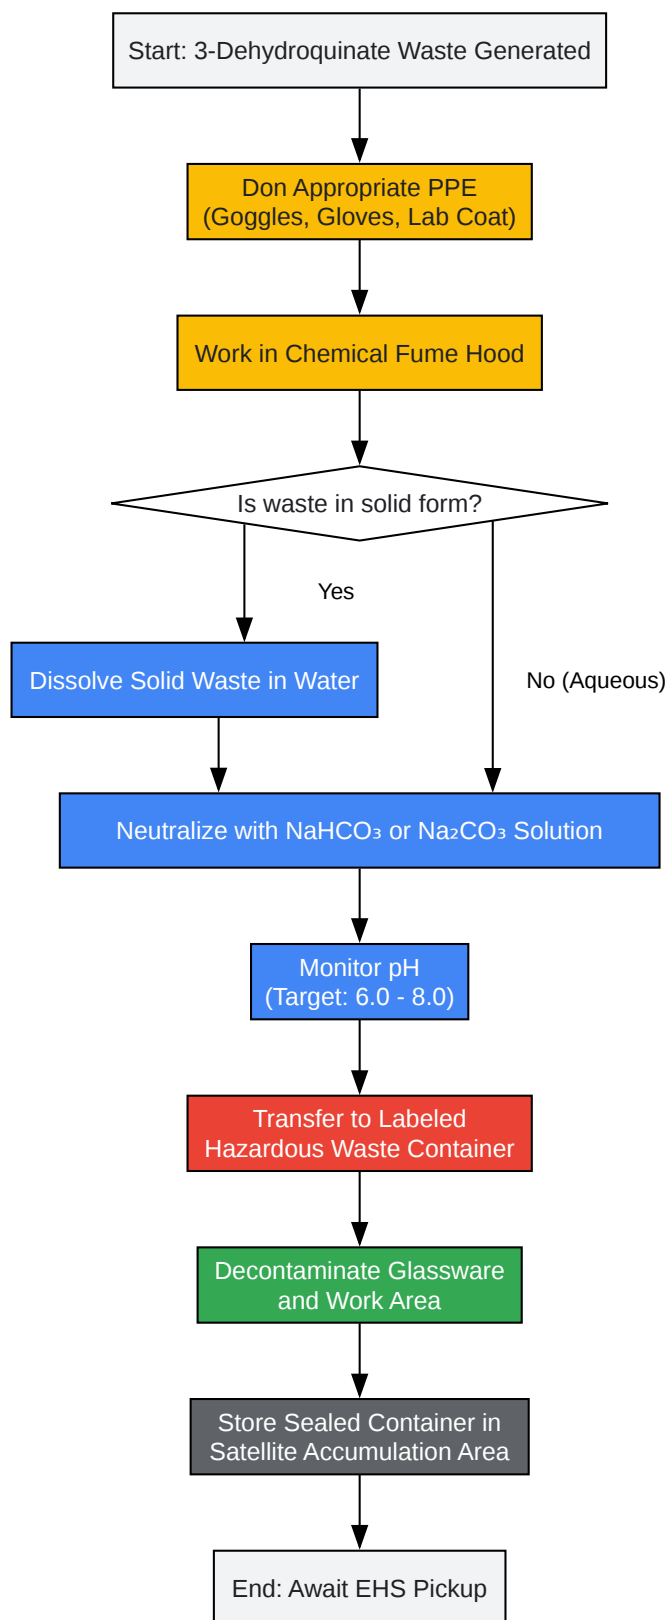 Start: 3-Dehydroquinate Waste Generated
Don Appropriate PPE
(Goggles, Gloves, Lab Coat)
Work in Chemical Fume Hood
Is waste in solid form?
Yes
Dissolve Solid Waste in Water
No (Aqueous)
Neutralize with NaHCO₃ or Na₂CO₃ Solution
Monitor pH
(Target: 6.0 - 8.0)
Transfer to Labeled
Hazardous Waste Container
Decontaminate Glassware
and Work Area
Store Sealed Container in
Satellite Accumulation Area
End: Await EHS Pickup